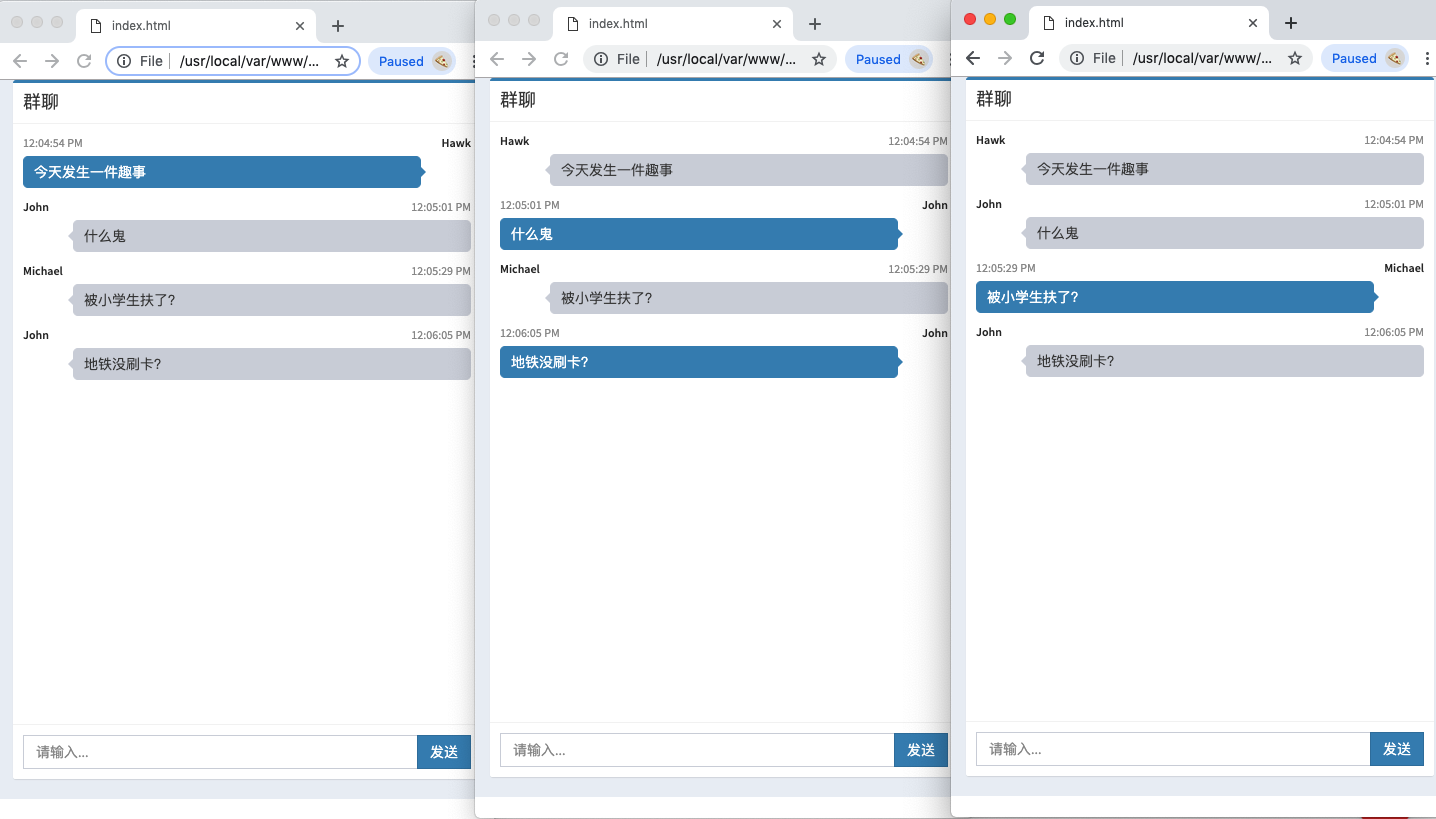 index.html
File
/usr/local/var/www/...
Paused
群聊
12:04:54 PM
Hawk
今天发生一件趣事
John
12:05:01 PM
什么鬼
Michael
12:05:29 PM
被小学生扶了?
John
12:06:05 PM
地铁没刷卡?
请输入...
发送
index.html
File
/usr/local/var/www/...
Paused
群聊
Hawk
12:04:54 PM
今天发生一件趣事
12:05:01 PM
John
什么鬼
Michael
12:05:29 PM
被小学生扶了?
12:06:05 PM
John
地铁没刷卡?
请输入...
发送
index.html
File
/usr/local/var/www/...
Paused
群聊
Hawk
12:04:54 PM
今天发生一件趣事
John
12:05:01 PM
什么鬼
12:05:29 PM
Michael
被小学生扶了?
John
12:06:05 PM
地铁没刷卡?
请输入...
发送